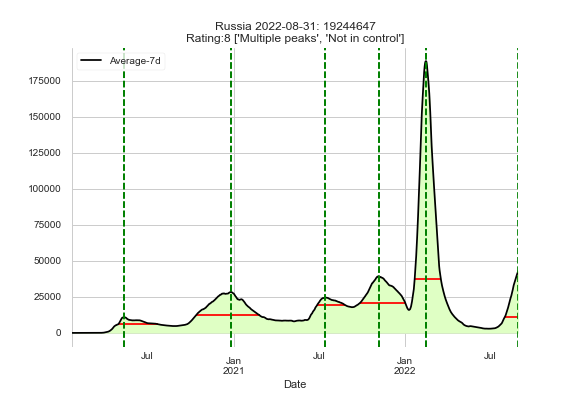 Russia 2022-08-31: 19244647
Rating:8 ['Multiple peaks', 'Not in control']
Average-7d
175000
150000
125000
100000
75000
50000
25000
0
Jul
Jan
2021
Jul
Jan
2022
Jul
Date